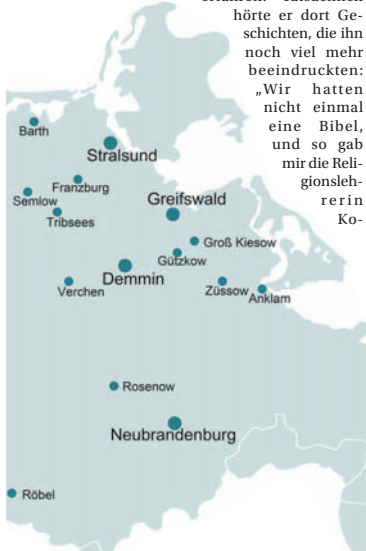 hörte er dort Ge-
schichten, die ihn
noch viel mehr
beeindruckten:
„Wir hatten
nicht einmal
eine Bibel,
und so gab
mir die Reli-
gionsleh-
rerin
Ko-
Barth
Stralsund
Franzburg
Semlow
Tribsees
Greifswald
Groß Kiesow
Gützkow
Demmin
Verchen
Züssow
Anklam
Rosenow
Neubrandenburg
Röbel